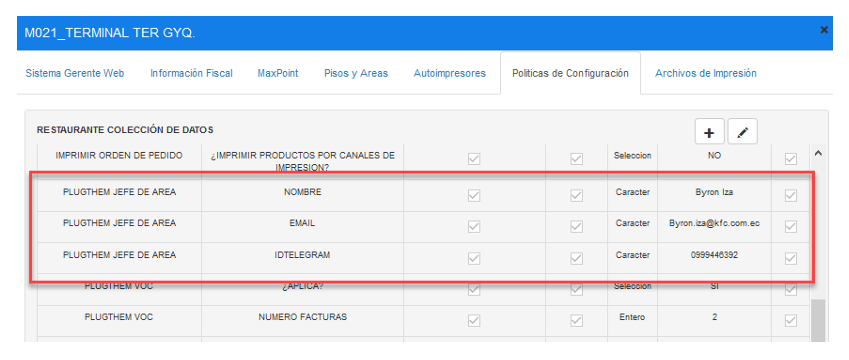 M021_TERMINAL TER GYQ.
×
Sistema Gerente Web Información Fiscal MaxPoint Pisos y Areas Autoimpresores Politicas de Configuración Archivos de Impresión
RESTAURANTE COLECCIÓN DE DATOS
+
IMPRIMIR ORDEN DE PEDIDO ¿IMPRIMIR PRODUCTOS POR CANALES DE IMPRESION? Seleccion NO
PLUGTHEM JEFE DE AREA NOMBRE Caracter Byron Iza
PLUGTHEM JEFE DE AREA EMAIL Caracter Byron.iza@kfc.com.ec
PLUGTHEM JEFE DE AREA IDTELEGRAM Caracter 0999446392
PLUGTHEM VOC ¿APLICA? Seleccion SI
PLUGTHEM VOC NUMERO FACTURAS Entero 2